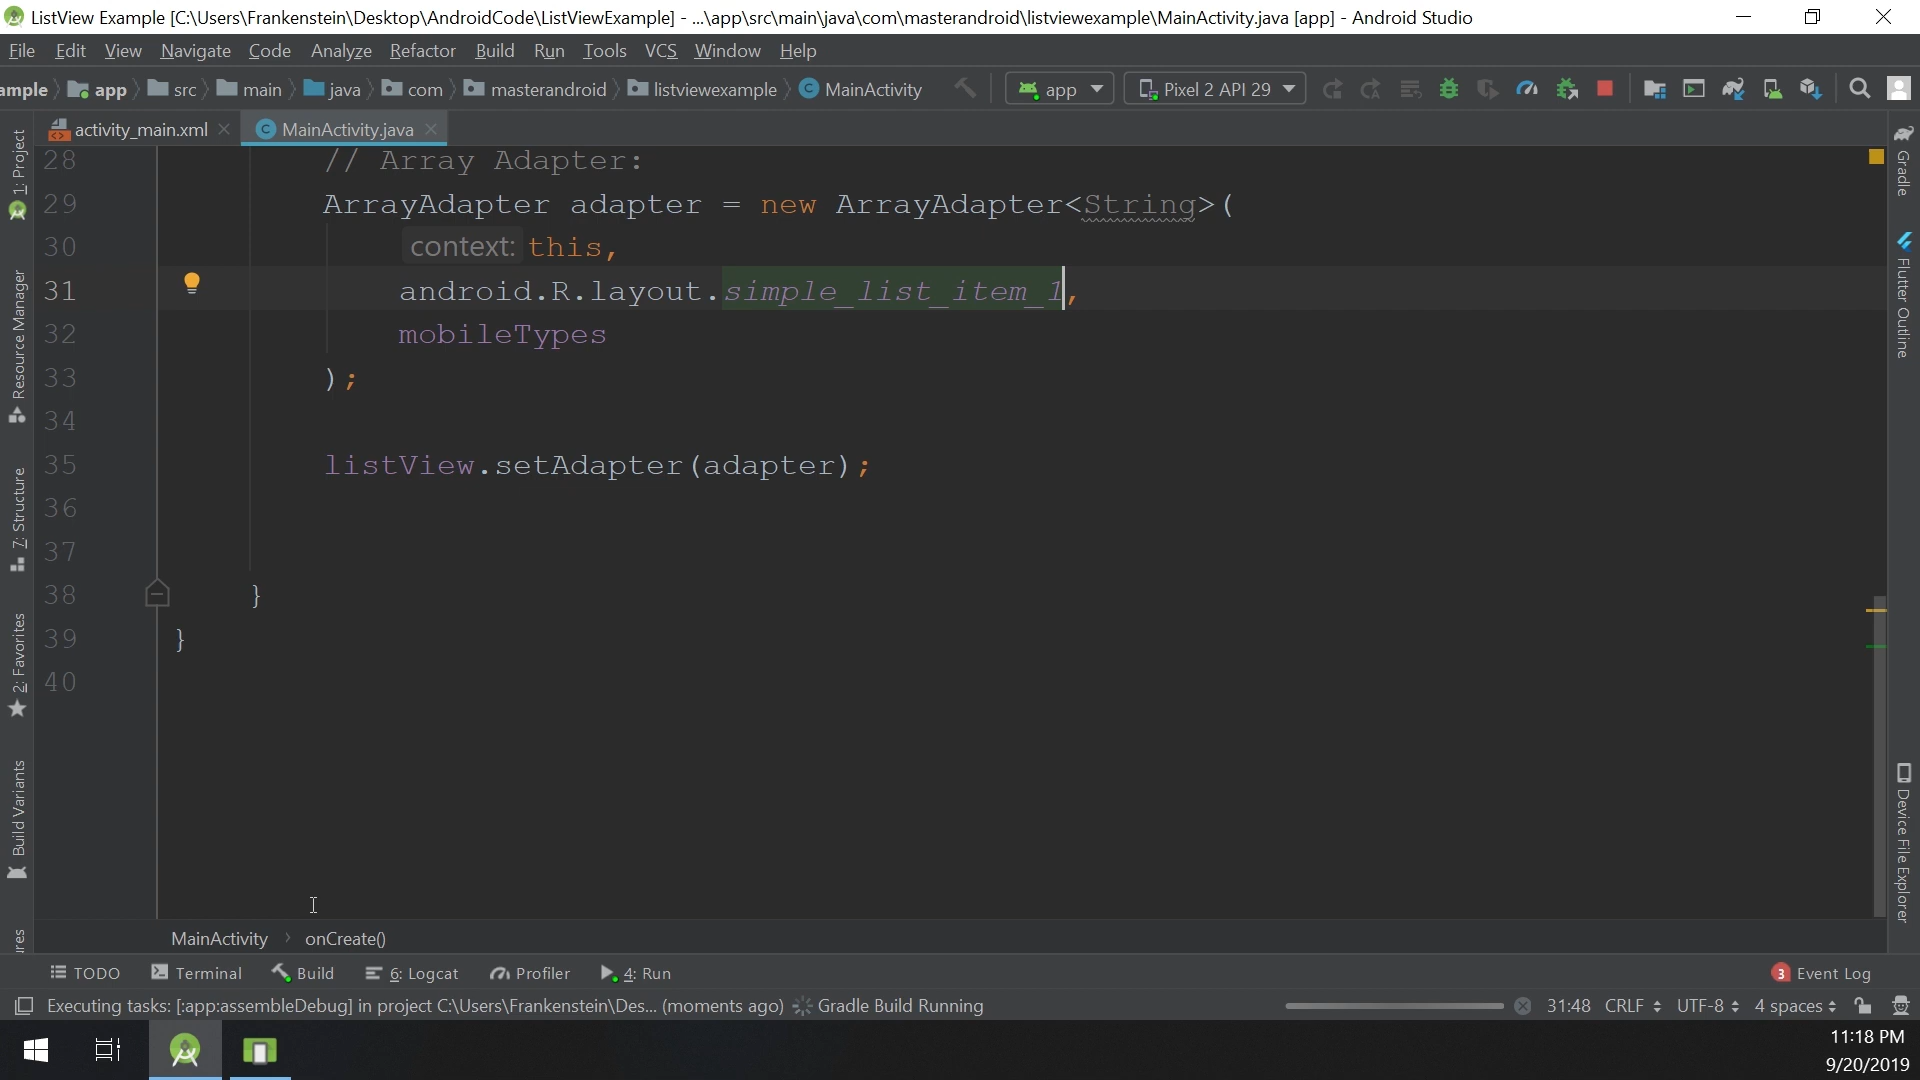 ListView Example [C:\Users\Frankenstein\Desktop\AndroidCode\ListViewExample] - ...\app\src\main\java\com\masterandroid\listviewexample\MainActivity.java [app] - Android Studio
File Edit View Navigate Code Analyze Refactor Build Run Tools VCS Window Help
ample app src main java com masterandroid listviewexample MainActivity app Pixel 2 API 29
activity_main.xml MainActivity.java
1: Project
Resource Manager
7: Structure
2: Favorites
Build Variants
res
28 // Array Adapter:
29 ArrayAdapter adapter = new ArrayAdapter<String>(
30 context: this,
31 android.R.layout.simple_list_item_1,
32 mobileTypes
33 );
34
35 listView.setAdapter(adapter);
36
37
38 }
39 }
40
Gradle
Flutter Outline
Device File Explorer
MainActivity › onCreate()
TODO Terminal Build 6: Logcat Profiler 4: Run 3 Event Log
Executing tasks: [:app:assembleDebug] in project C:\Users\Frankenstein\Des... (moments ago) Gradle Build Running 31:48 CRLF UTF-8 4 spaces
11:18 PM
9/20/2019